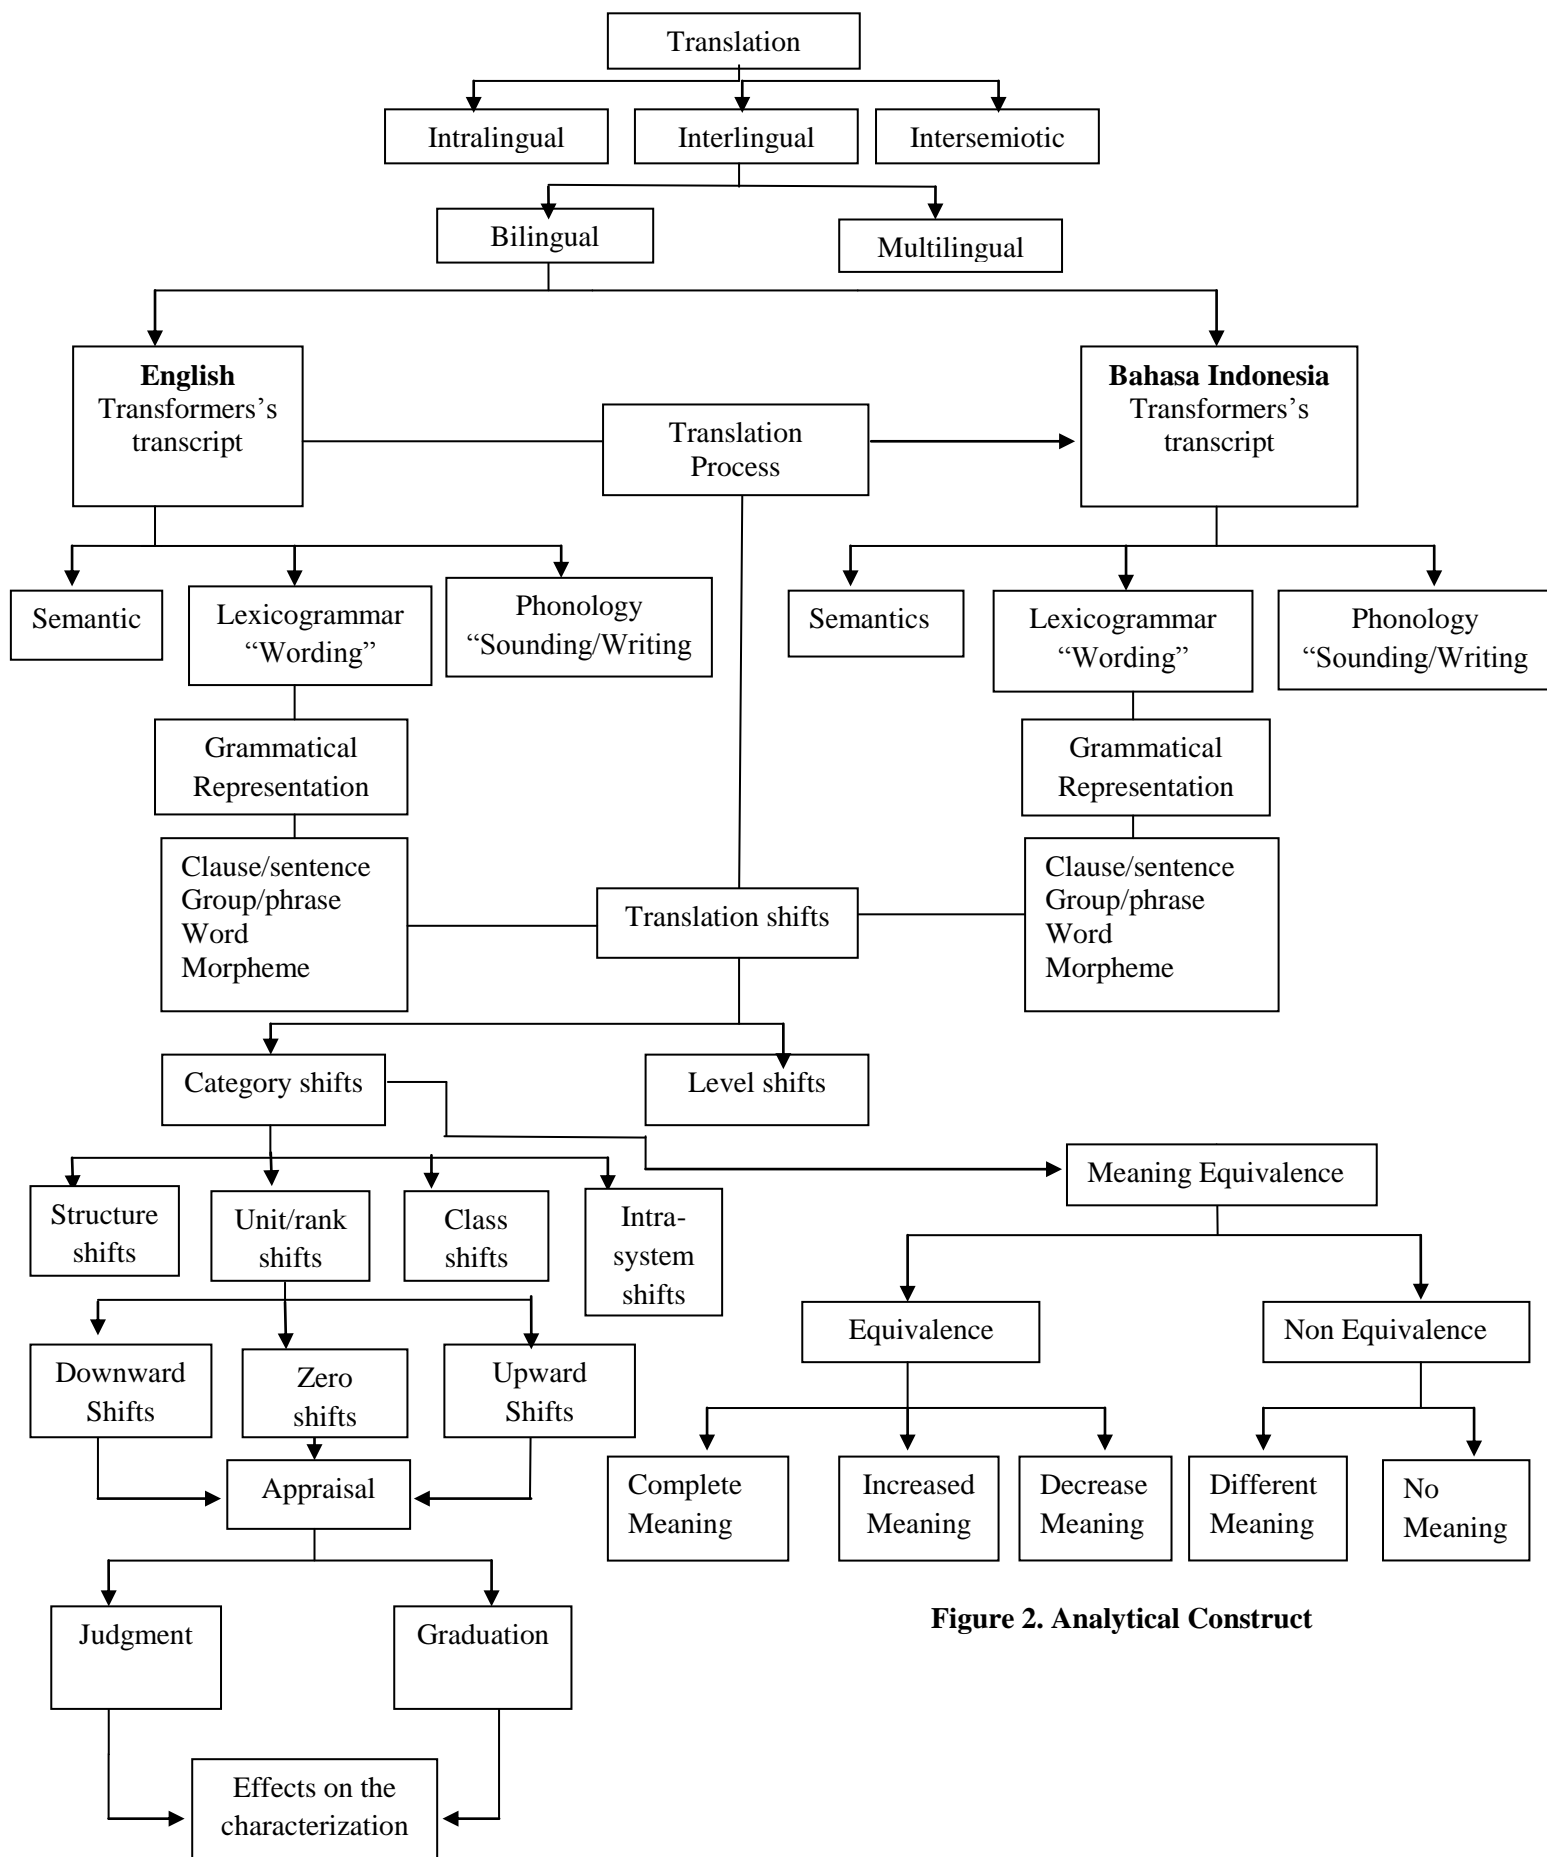 Translation
Intralingual
Interlingual
Intersemiotic
Bilingual
Multilingual
English
Transformers’s
transcript
Translation
Process
Bahasa Indonesia
Transformers’s
transcript
Semantic
Lexicogrammar
“Wording”
Phonology
“Sounding/Writing
Semantics
Lexicogrammar
“Wording”
Phonology
“Sounding/Writing
Grammatical
Representation
Grammatical
Representation
Clause/sentence
Group/phrase
Word
Morpheme
Translation shifts
Clause/sentence
Group/phrase
Word
Morpheme
Category shifts
Level shifts
Meaning Equivalence
Structure
shifts
Unit/rank
shifts
Class
shifts
Intra-
system
shifts
Equivalence
Non Equivalence
Downward
Shifts
Zero
shifts
Upward
Shifts
Complete
Meaning
Increased
Meaning
Decrease
Meaning
Different
Meaning
No
Meaning
Appraisal
Judgment
Graduation
Figure 2. Analytical Construct
Effects on the
characterization